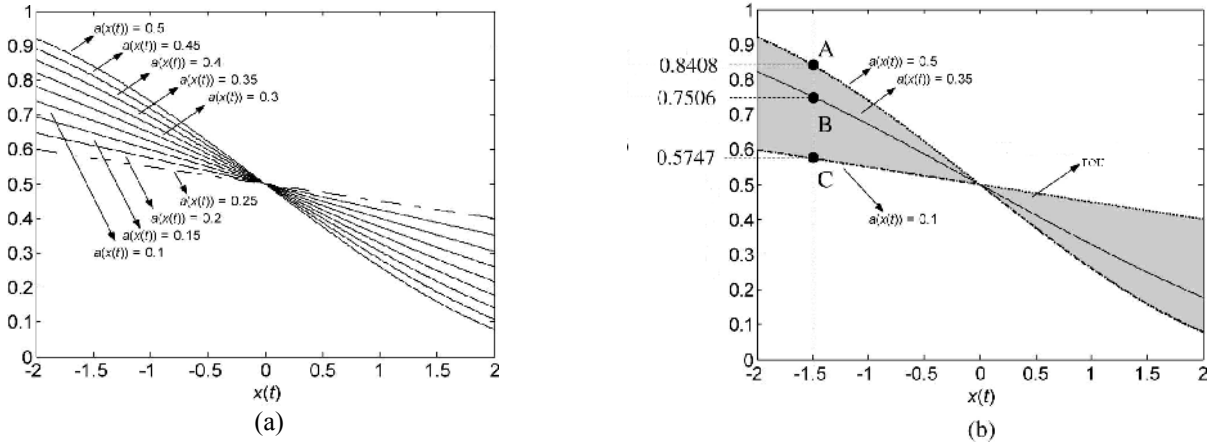 1
0.9
0.8
0.7
0.6
0.5
0.4
0.3
0.2
0.1
0
a(x(t)) = 0.5
a(x(t)) = 0.45
a(x(t)) = 0.4
a(x(t)) = 0.35
a(x(t)) = 0.3
a(x(t)) = 0.25
a(x(t)) = 0.2
a(x(t)) = 0.15
a(x(t)) = 0.1
-2 -1.5 -1 -0.5 0 0.5 1 1.5 2
x(t)
(a)
1
0.9
0.8
0.7
0.6
0.5
0.4
0.3
0.2
0.1
0
0.8408
0.7506
0.5747
A
B
C
a(x(t)) = 0.5
a(x(t)) = 0.35
a(x(t)) = 0.1
-2 -1.5 -1 -0.5 0 0.5 1 1.5 2
x(t)
(b)